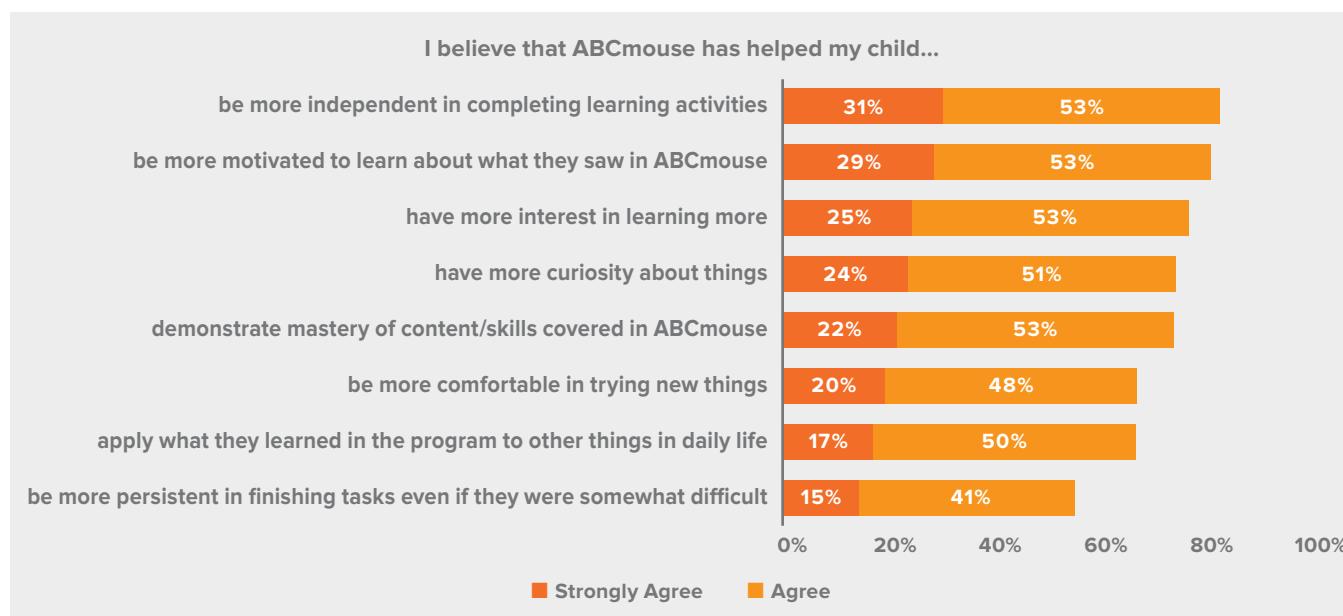 I believe that ABCmouse has helped my child...
be more independent in completing learning activities 31% 53%
be more motivated to learn about what they saw in ABCmouse 29% 53%
have more interest in learning more 25% 53%
have more curiosity about things 24% 51%
demonstrate mastery of content/skills covered in ABCmouse 22% 53%
be more comfortable in trying new things 20% 48%
apply what they learned in the program to other things in daily life 17% 50%
be more persistent in finishing tasks even if they were somewhat difficult 15% 41%
0% 20% 40% 60% 80% 100%
Strongly Agree Agree